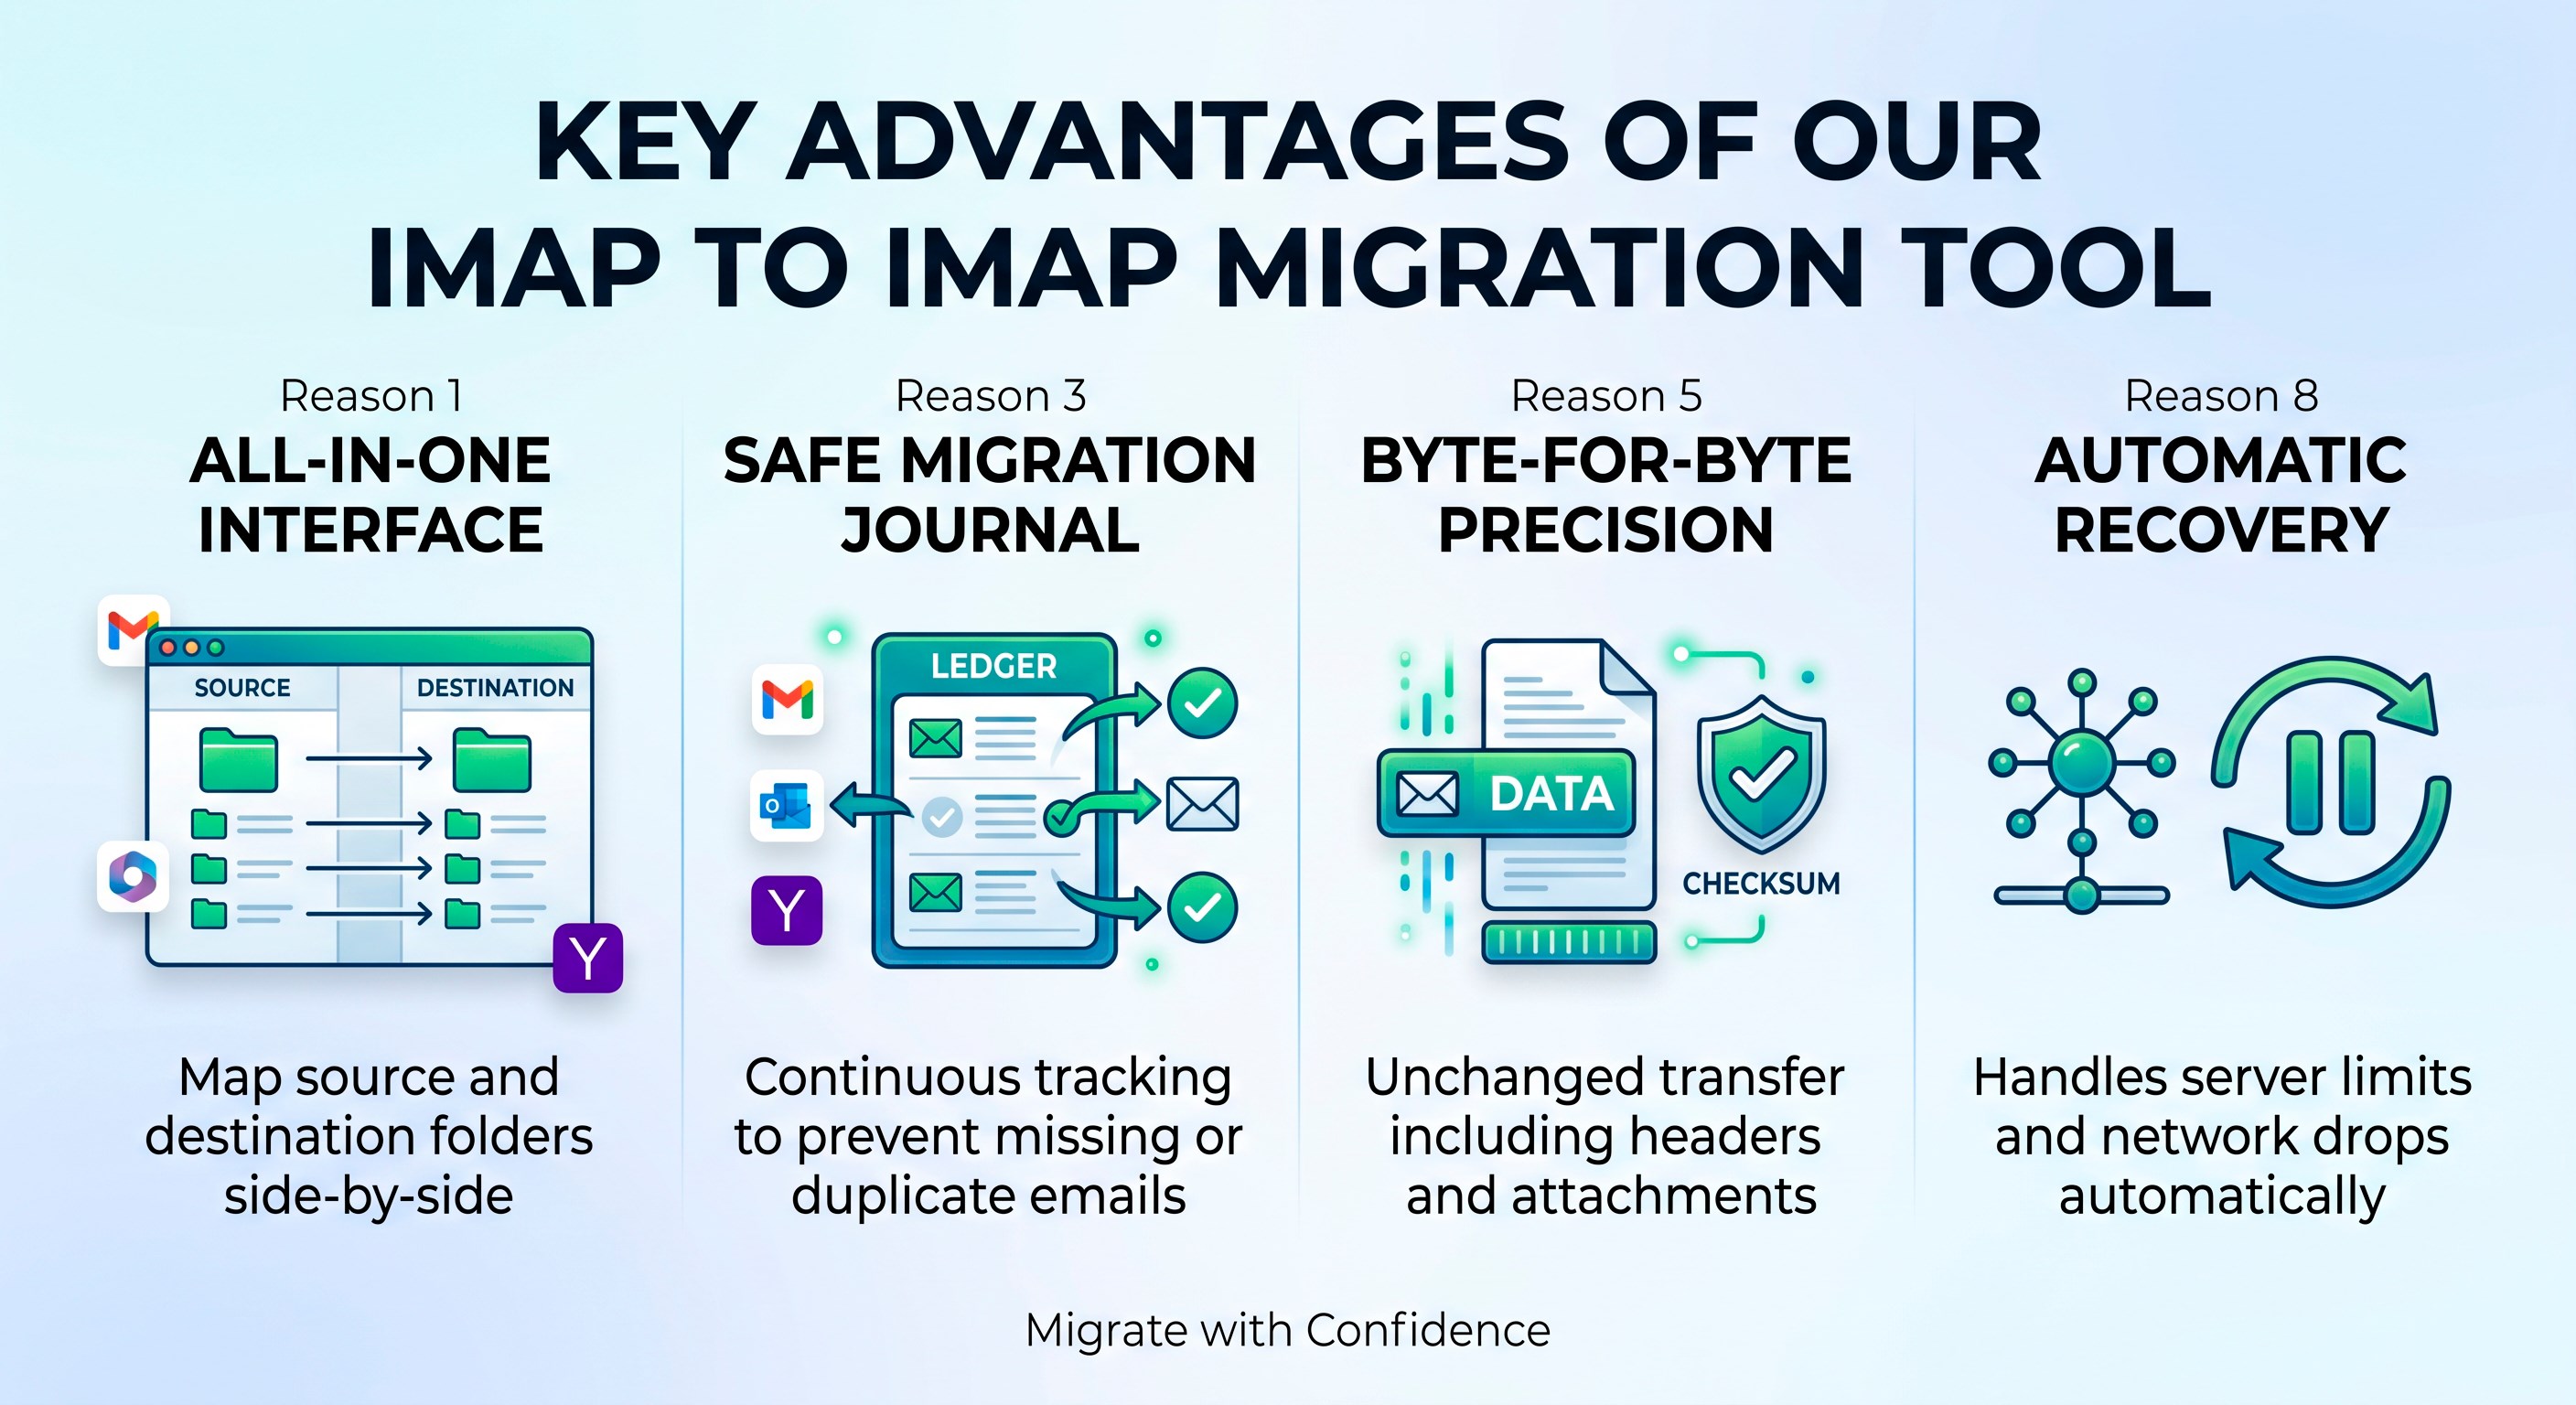 KEY ADVANTAGES OF OUR
IMAP TO IMAP MIGRATION TOOL
Reason 1
ALL-IN-ONE
INTERFACE
SOURCE
DESTINATION
Y
Map source and
destination folders
side-by-side
Reason 3
SAFE MIGRATION
JOURNAL
LEDGER
O
Y
Continuous tracking
to prevent missing or
duplicate emails
Reason 5
BYTE-FOR-BYTE
PRECISION
DATA
CHECKSUM
Unchanged transfer
including headers
and attachments
Reason 8
AUTOMATIC
RECOVERY
Handles server limits
and network drops
automatically
Migrate with Confidence